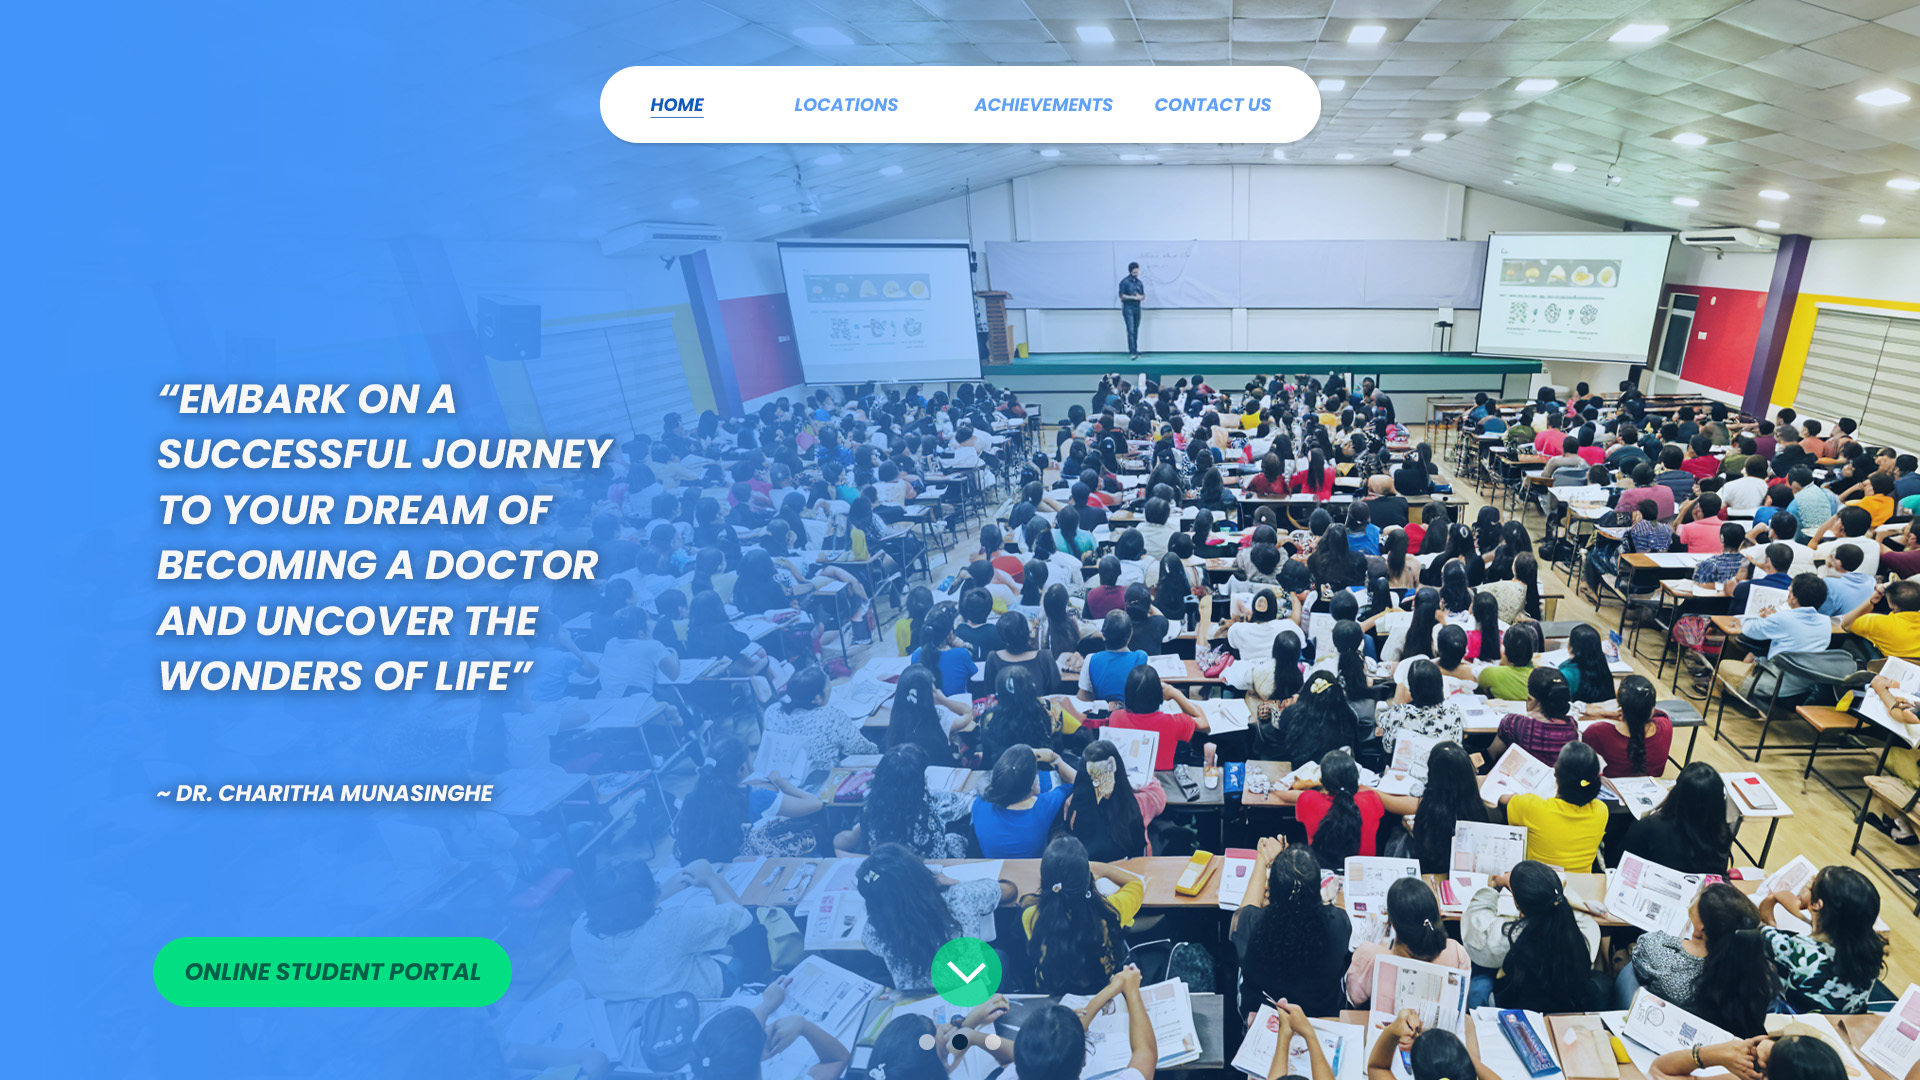 HOME LOCATIONS ACHIEVEMENTS CONTACT US
“EMBARK ON A
SUCCESSFUL JOURNEY
TO YOUR DREAM OF
BECOMING A DOCTOR
AND UNCOVER THE
WONDERS OF LIFE”
~ DR. CHARITHA MUNASINGHE
ONLINE STUDENT PORTAL